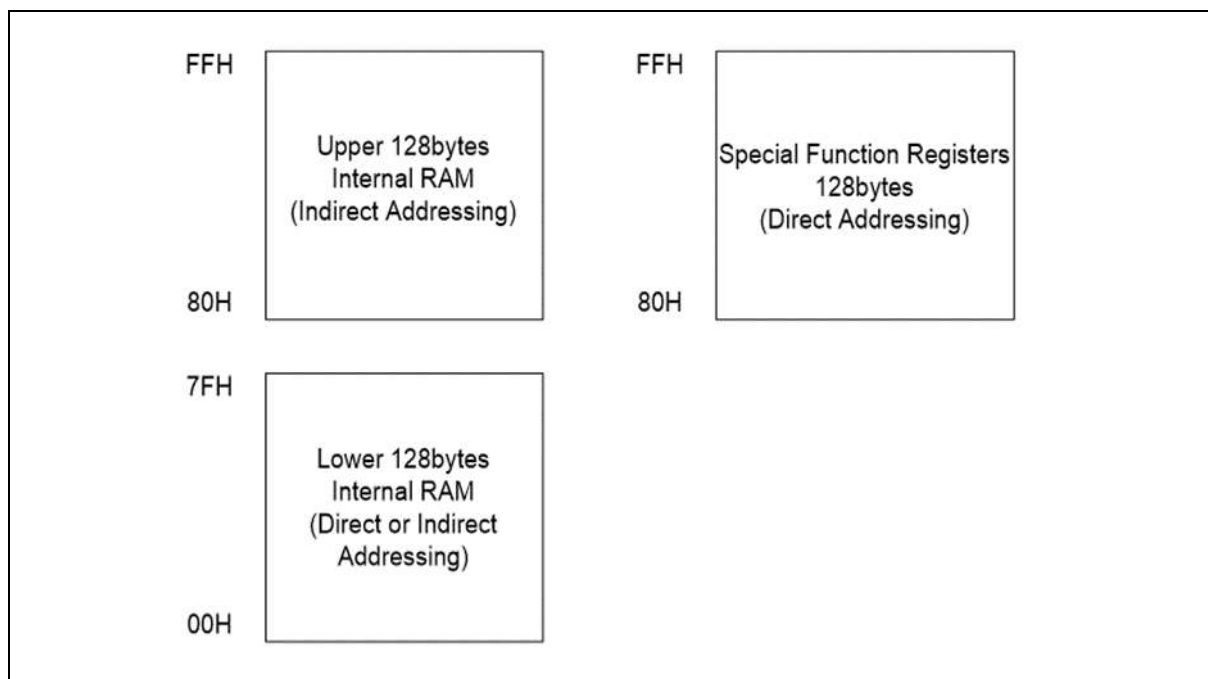 FFH
Upper 128bytes
Internal RAM
(Indirect Addressing)
80H
FFH
Special Function Registers
128bytes
(Direct Addressing)
80H
7FH
Lower 128bytes
Internal RAM
(Direct or Indirect
Addressing)
00H